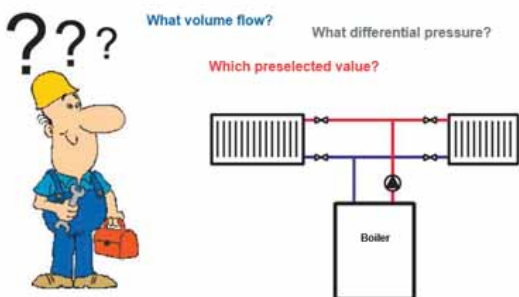 ? ? ?
What volume flow?
What differential pressure?
Which preselected value?
Boiler